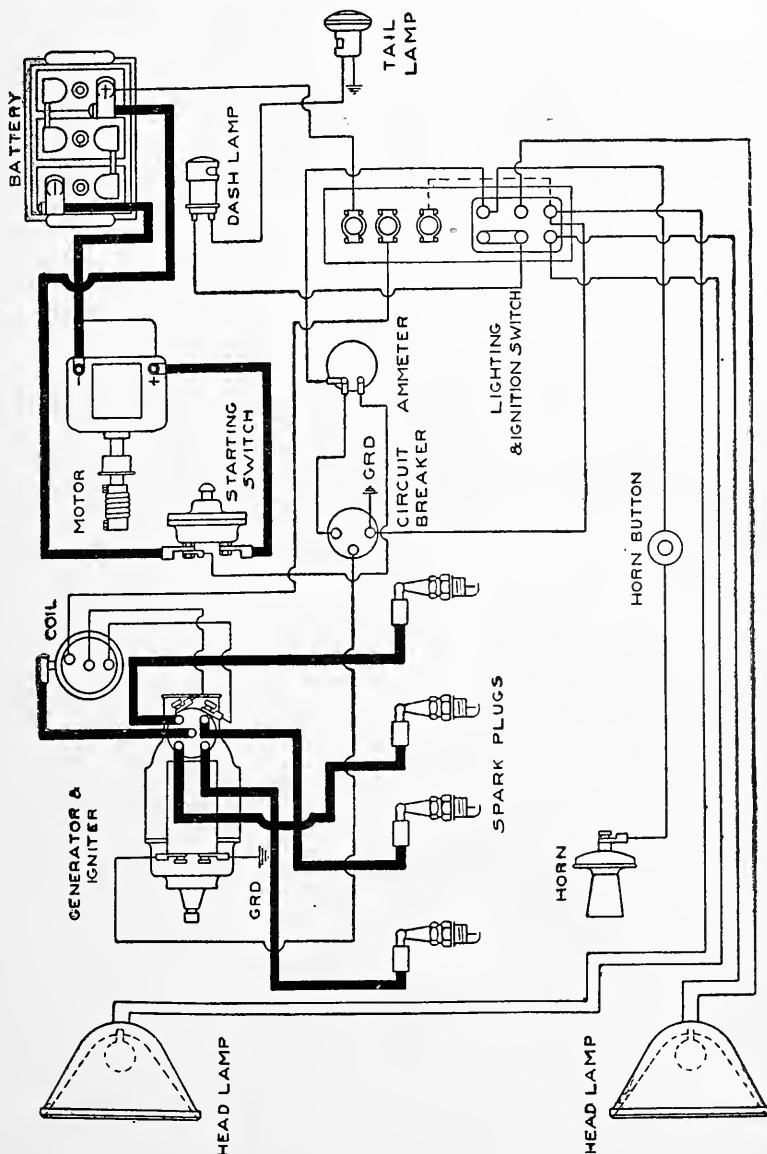 BATTERY
TAIL
LAMP
DASH LAMP
MOTOR
- +
STARTING
SWITCH
AMMETER
CIRCUIT
BREAKER
GRD
LIGHTING
& IGNITION SWITCH
COIL
GENERATOR &
IGNITER
GRD
SPARK PLUGS
HORN BUTTON
HORN
HEAD LAMP
HEAD LAMP